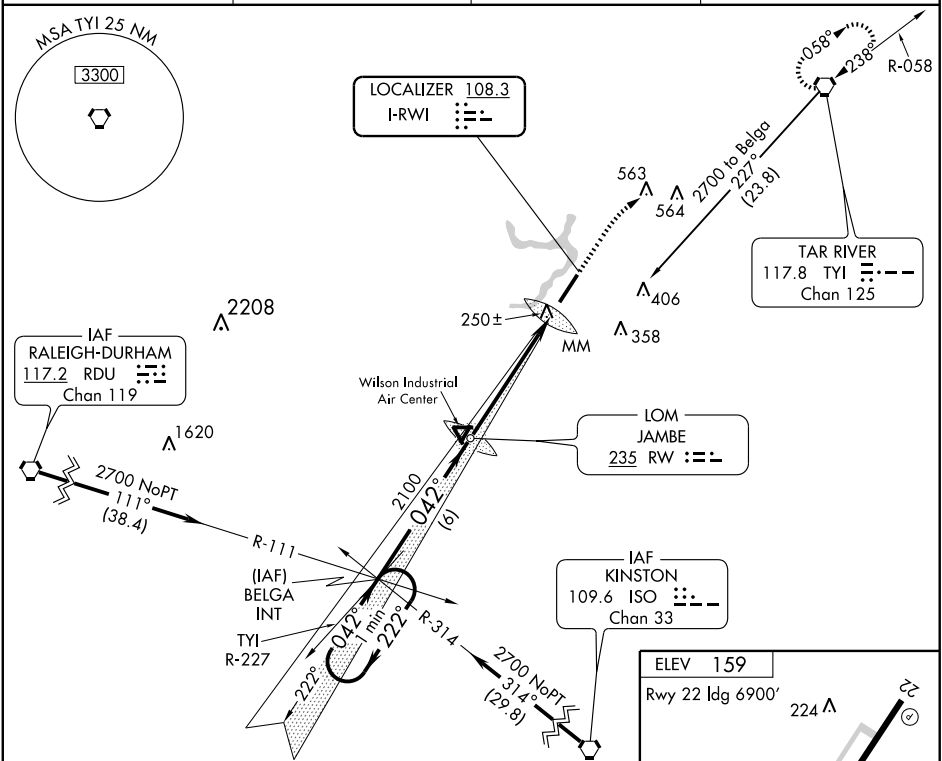 MSA TYI 25 NM
3300
LOCALIZER 108.3
I-RWI
058°
238°
R-058
2700 to Belga
227°
(23.8)
563
564
TAR RIVER
117.8 TYI
Chan 125
406
358
250±
MM
2208
IAF
RALEIGH-DURHAM
117.2 RDU
Chan 119
1620
Wilson Industrial
Air Center
LOM
JAMBE
235 RW
2700 NoPT
111°
(38.4)
R-111
2100
042°
(6)
(IAF)
BELGA
INT
TYI
R-227
042°
1 min
222°
222°
R-314
2700 NoPT
314°
(29.8)
IAF
KINSTON
109.6 ISO
Chan 33
ELEV 159
Rwy 22 ldg 6900'
224
22
P